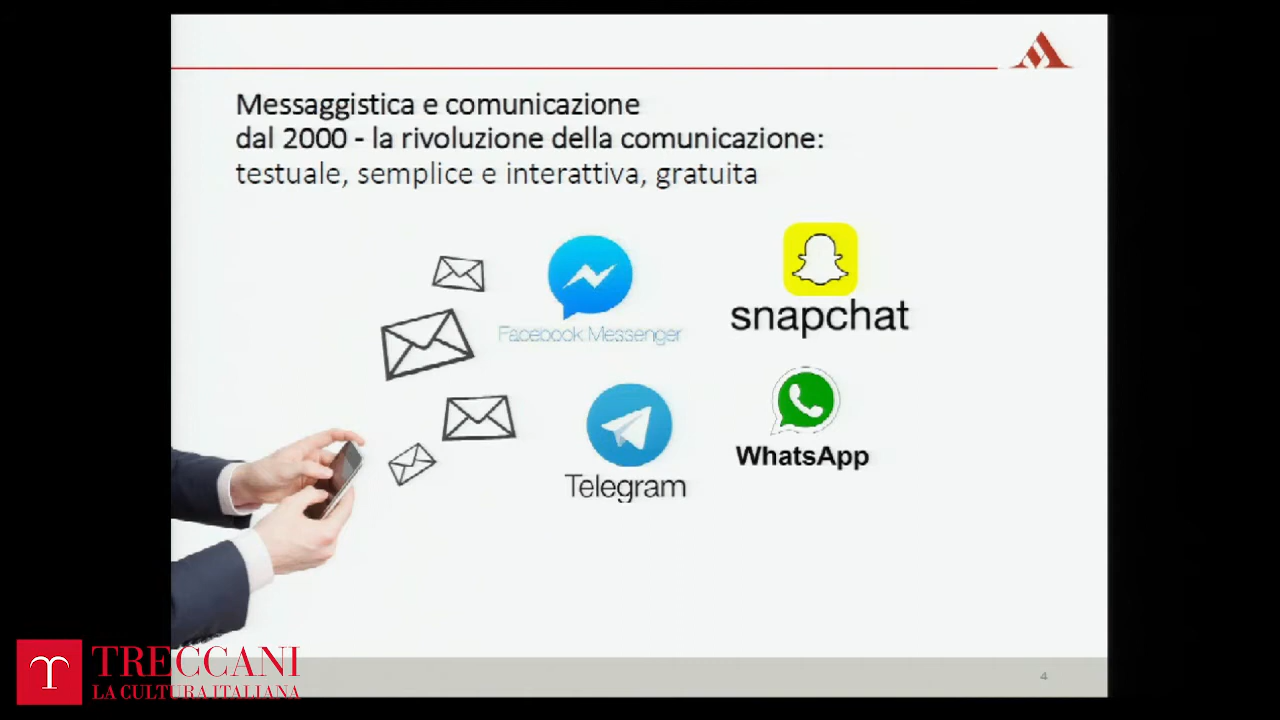 Messaggistica e comunicazione
dal 2000 - la rivoluzione della comunicazione:
testuale, semplice e interattiva, gratuita
Facebook Messenger
snapchat
Telegram
WhatsApp
4
TRECCANI
LA CULTURA ITALIANA